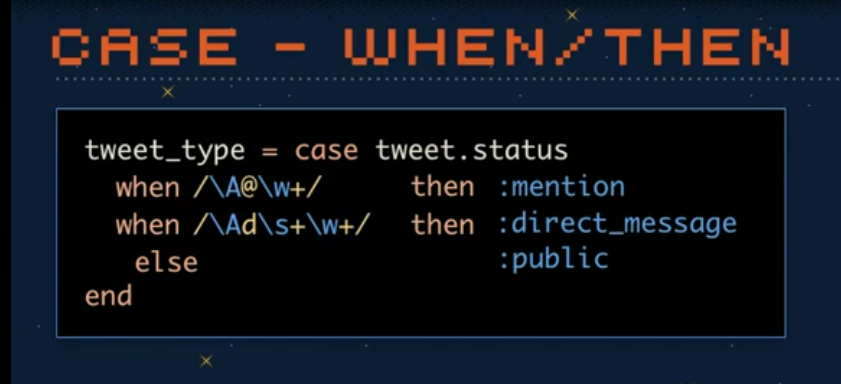 CASE - WHEN/THEN
tweet_type = case tweet.status
when /\A@\w+/ then :mention
when /\Ad\s+\w+/ then :direct_message
else :public
end